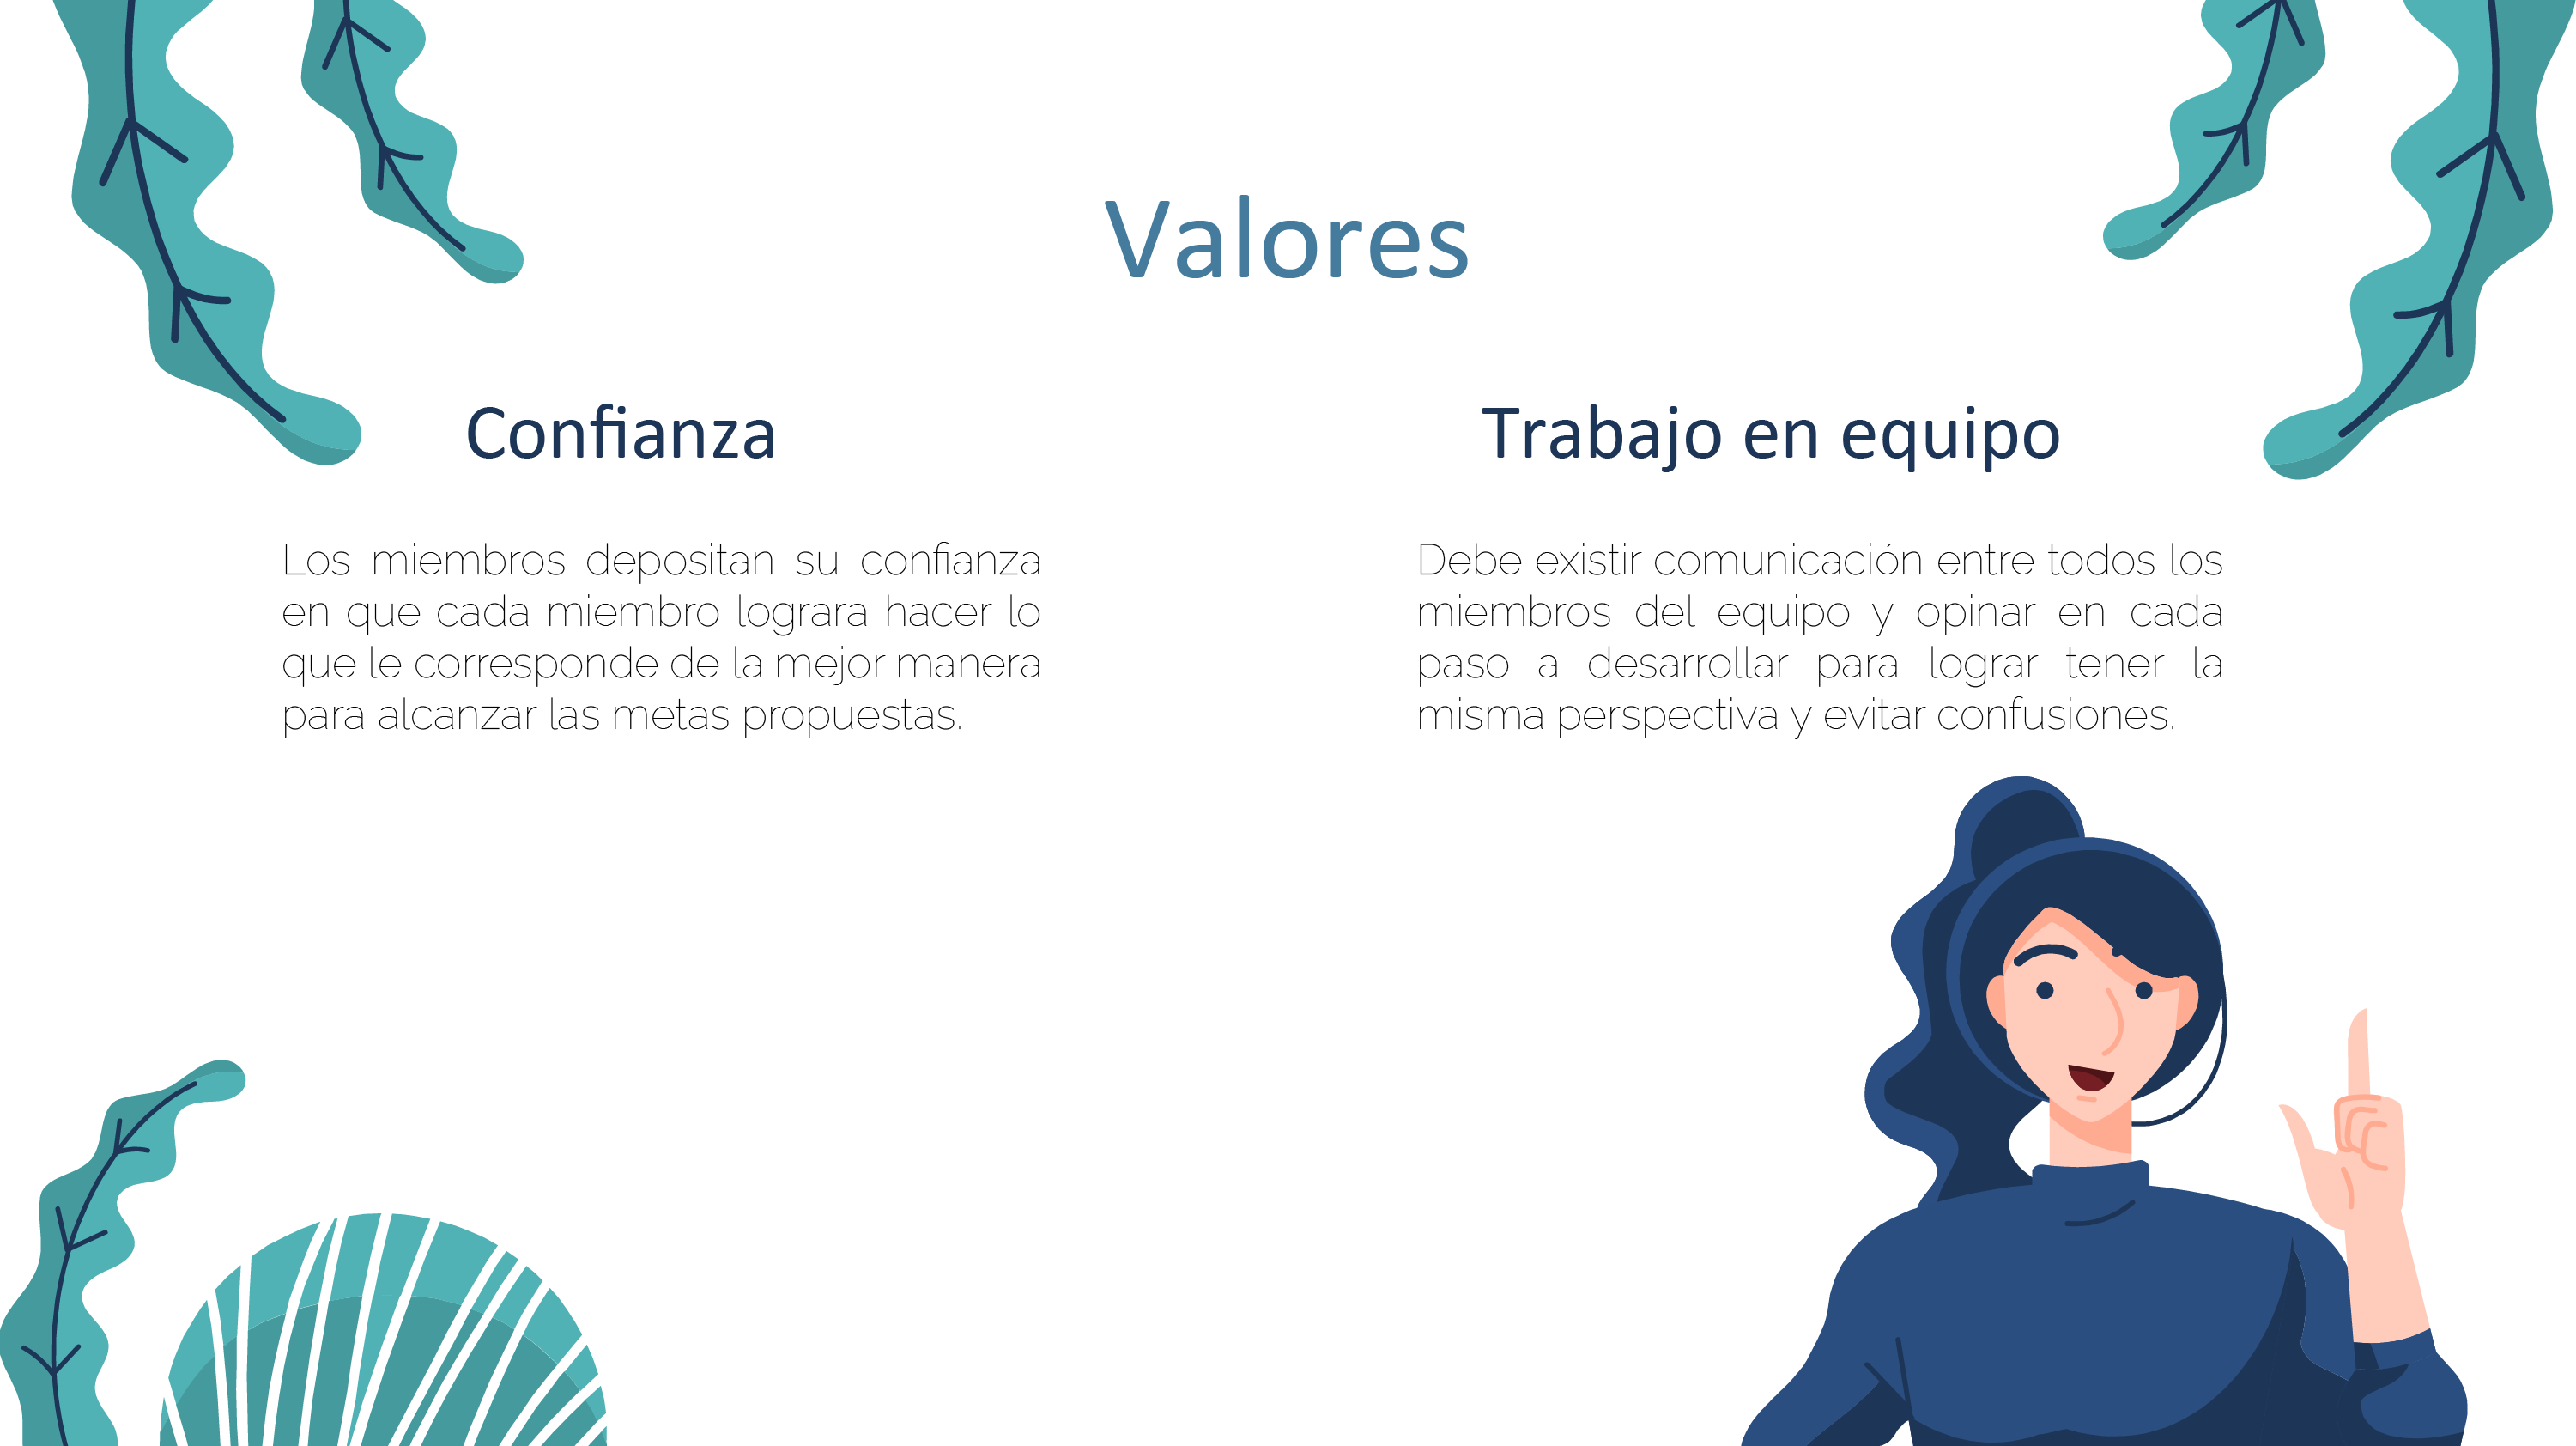 Valores
Confianza
Los miembros depositan su confianza
en que cada miembro lograra hacer lo
que le corresponde de la mejor manera
para alcanzar las metas propuestas.
Trabajo en equipo
Debe existir comunicación entre todos los
miembros del equipo y opinar en cada
paso a desarrollar para lograr tener la
misma perspectiva y evitar confusiones.